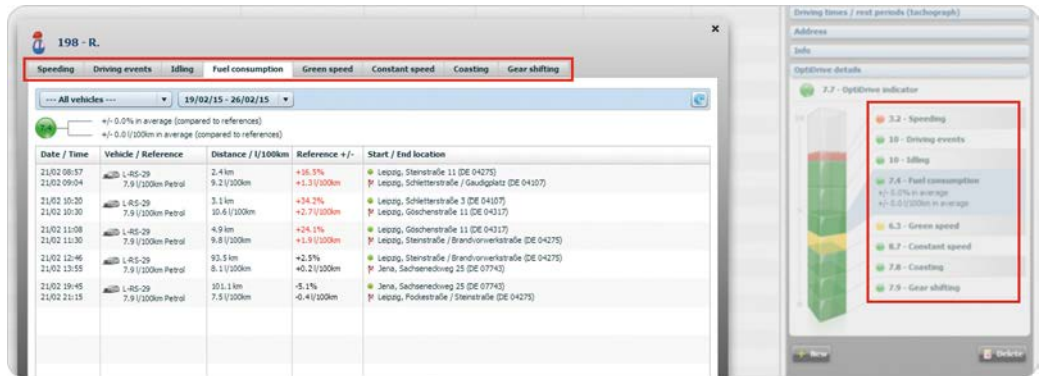 198 - R.
Speeding Driving events Idling Fuel consumption Green speed Constant speed Coasting Gear shifting
--- All vehicles --- 19/02/15 - 26/02/15
7.4
+/- 0.0% in average (compared to references)
+/- 0.0 l/100km in average (compared to references)
Date / Time Vehicle / Reference Distance / l/100km Reference +/- Start / End location
21/02 08:57 L-RS-29 2.4 km +16.5% Leipzig, Steinstraße 11 (DE 04275)
21/02 09:04 7.9 l/100km Petrol 9.2 l/100km +1.3 l/100km Leipzig, Schletterstraße / Gaudigplatz (DE 04107)
21/02 10:20 L-RS-29 3.1 km +34.2% Leipzig, Schletterstraße 3 (DE 04107)
21/02 10:30 7.9 l/100km Petrol 10.6 l/100km +2.7 l/100km Leipzig, Göschenstraße 11 (DE 04317)
21/02 11:08 L-RS-29 4.9 km +24.1% Leipzig, Göschenstraße 11 (DE 04317)
21/02 11:30 7.9 l/100km Petrol 9.8 l/100km +1.9 l/100km Leipzig, Steinstraße / Brandvorwerkstraße (DE 04275)
21/02 12:46 L-RS-29 93.5 km +2.5% Leipzig, Steinstraße / Brandvorwerkstraße (DE 04275)
21/02 13:55 7.9 l/100km Petrol 8.1 l/100km +0.2 l/100km Jena, Sachseneckweg 25 (DE 07743)
21/02 19:45 L-RS-29 101.1 km -5.1% Jena, Sachseneckweg 25 (DE 07743)
21/02 21:15 7.9 l/100km Petrol 7.5 l/100km -0.4 l/100km Leipzig, Fockestraße / Steinstraße (DE 04275)
Driving times / rest periods (tachograph)
Address
Info
OptiDrive details
7.7 - OptiDrive indicator
3.2 - Speeding
10 - Driving events
10 - Idling
7.4 - Fuel consumption
+/- 0.0% in average
+/- 0.0 l/100km in average
6.3 - Green speed
8.7 - Constant speed
7.8 - Coasting
7.9 - Gear shifting
New Delete